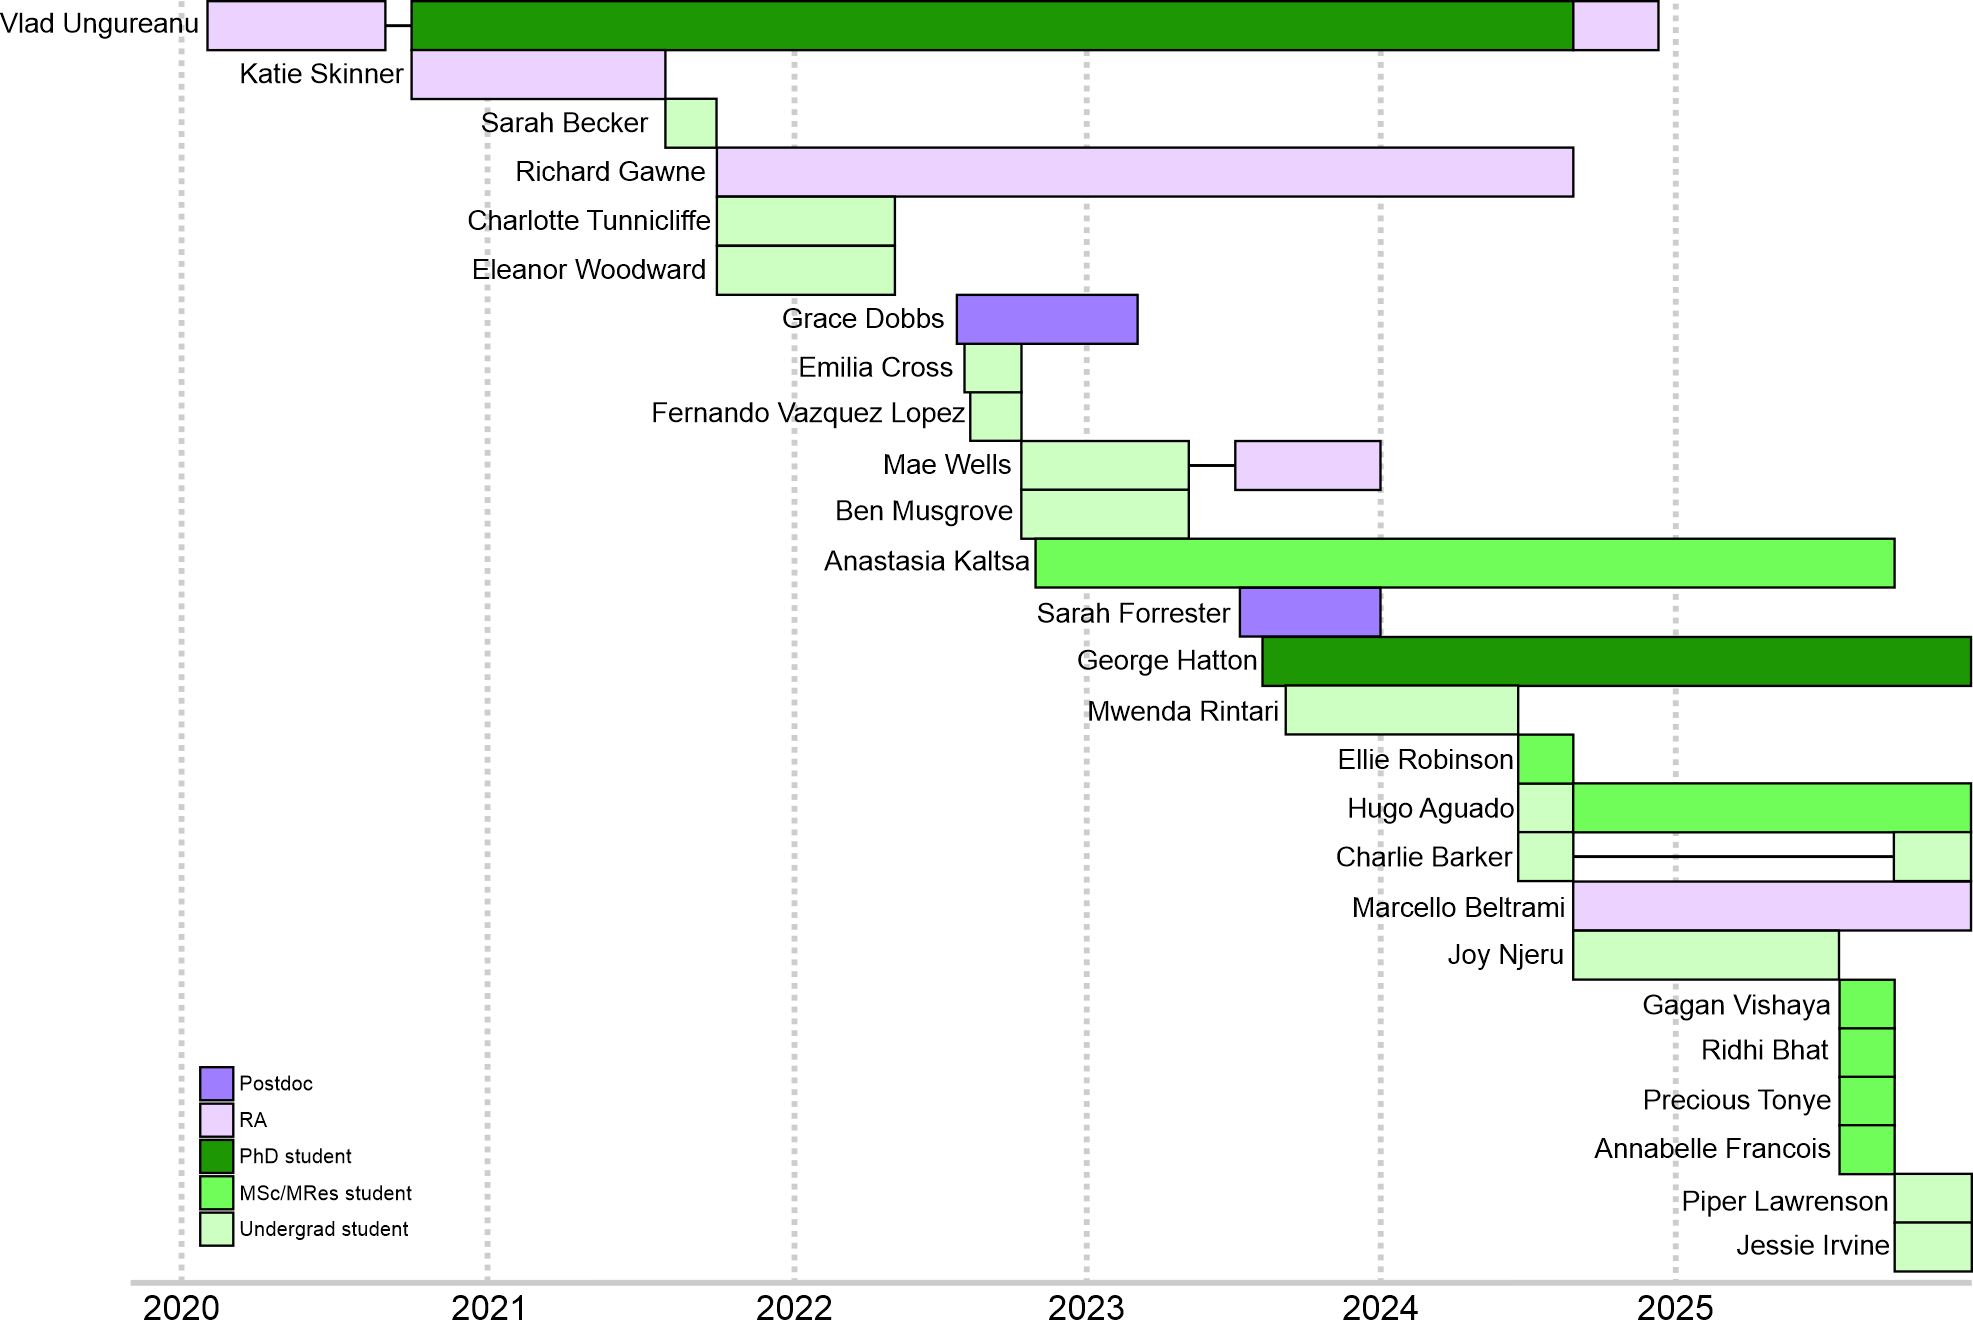 Vlad Ungureanu
Katie Skinner
Sarah Becker
Richard Gawne
Charlotte Tunnicliffe
Eleanor Woodward
Grace Dobbs
Emilia Cross
Fernando Vazquez Lopez
Mae Wells
Ben Musgrove
Anastasia Kaltsa
Sarah Forrester
George Hatton
Mwenda Rintari
Ellie Robinson
Hugo Aguado
Charlie Barker
Marcello Beltrami
Joy Njeru
Gagan Vishaya
Ridhi Bhat
Precious Tonye
Annabelle Francois
Piper Lawrenson
Jessie Irvine
Postdoc
RA
PhD student
MSc/MRes student
Undergrad student
2020 2021 2022 2023 2024 2025